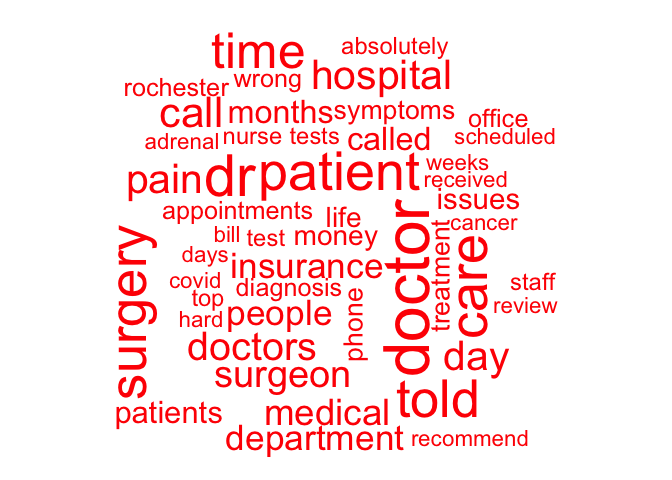 time
absolutely
rochester
wrong
hospital
call
months
symptoms
office
adrenal
nurse
tests
called
scheduled
pain
dr
patient
weeks
received
issues
appointments
life
doctor
cancer
surgery
bill
test
money
treatment
care
days
insurance
covid
diagnosis
staff
top
phone
review
hard
people
doctors
day
surgeon
told
patients
medical
department
recommend